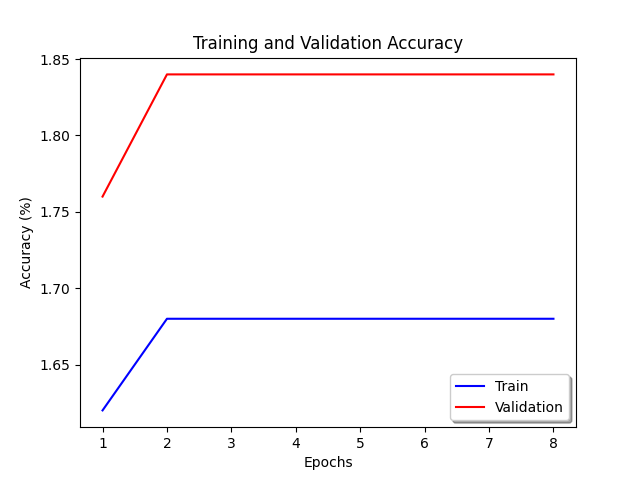 Training and Validation Accuracy
1.85
1.80
1.75
1.70
1.65
Accuracy (%)
1 2 3 4 5 6 7 8
Epochs
Train
Validation